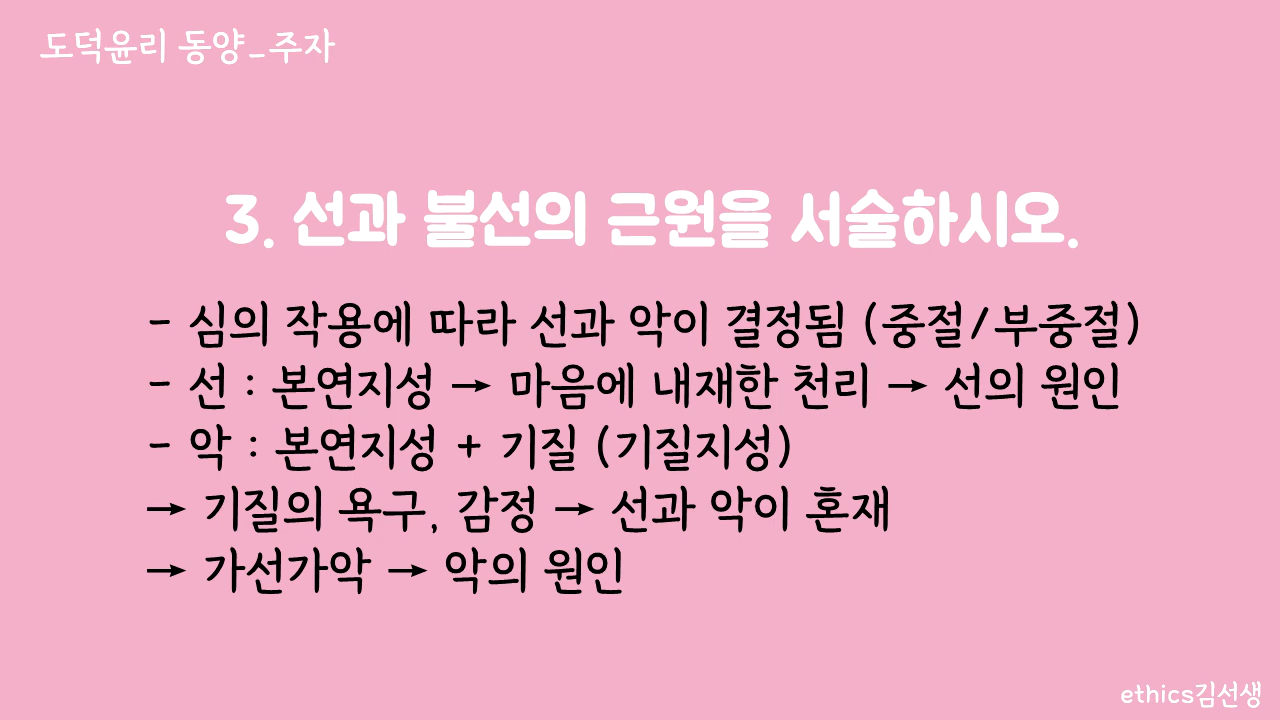 도덕윤리 동양_주자
3. 선과 불선의 근원을 서술하시오.
- 심의 작용에 따라 선과 악이 결정됨 (중절/부중절)
- 선 : 본연지성 → 마음에 내재한 천리 → 선의 원인
- 악 : 본연지성 + 기질 (기질지성)
→ 기질의 욕구, 감정 → 선과 악이 혼재
→ 가선가악 → 악의 원인
ethics김선생